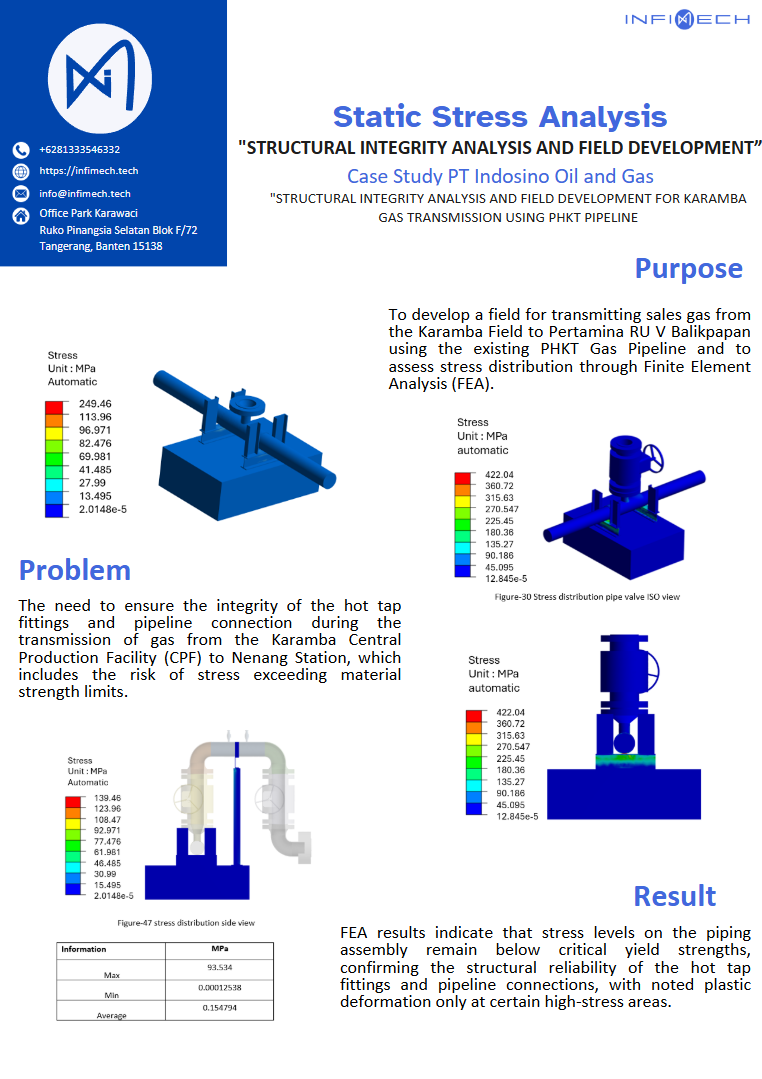 INFIMECH
+6281333546332
https://infimech.tech
info@infimech.tech
Office Park Karawaci
Ruko Pinangsia Selatan Blok F/72
Tangerang, Banten 15138
Static Stress Analysis
"STRUCTURAL INTEGRITY ANALYSIS AND FIELD DEVELOPMENT”
Case Study PT Indosino Oil and Gas
"STRUCTURAL INTEGRITY ANALYSIS AND FIELD DEVELOPMENT FOR KARAMBA
GAS TRANSMISSION USING PHKT PIPELINE
Purpose
To develop a field for transmitting sales gas from
the Karamba Field to Pertamina RU V Balikpapan
using the existing PHKT Gas Pipeline and to
assess stress distribution through Finite Element
Analysis (FEA).
Stress
Unit : MPa
Automatic
249.46
113.96
96.971
82.476
69.981
41.485
27.99
13.495
2.0148e-5
Stress
Unit : MPa
automatic
422.04
360.72
315.63
270.547
225.45
180.36
135.27
90.186
45.095
12.845e-5
Figure-30 Stress distribution pipe valve ISO view
Problem
The need to ensure the integrity of the hot tap
fittings and pipeline connection during the
transmission of gas from the Karamba Central
Production Facility (CPF) to Nenang Station, which
includes the risk of stress exceeding material
strength limits.
Stress
Unit : MPa
automatic
422.04
360.72
315.63
270.547
225.45
180.36
135.27
90.186
45.095
12.845e-5
Stress
Unit : MPa
Automatic
139.46
123.96
108.47
92.971
77.476
61.981
46.485
30.99
15.495
2.0148e-5
Figure-47 stress distribution side view
Information MPa
Max 93.534
Min 0.00012538
Average 0.154794
Result
FEA results indicate that stress levels on the piping
assembly remain below critical yield strengths,
confirming the structural reliability of the hot tap
fittings and pipeline connections, with noted plastic
deformation only at certain high-stress areas.